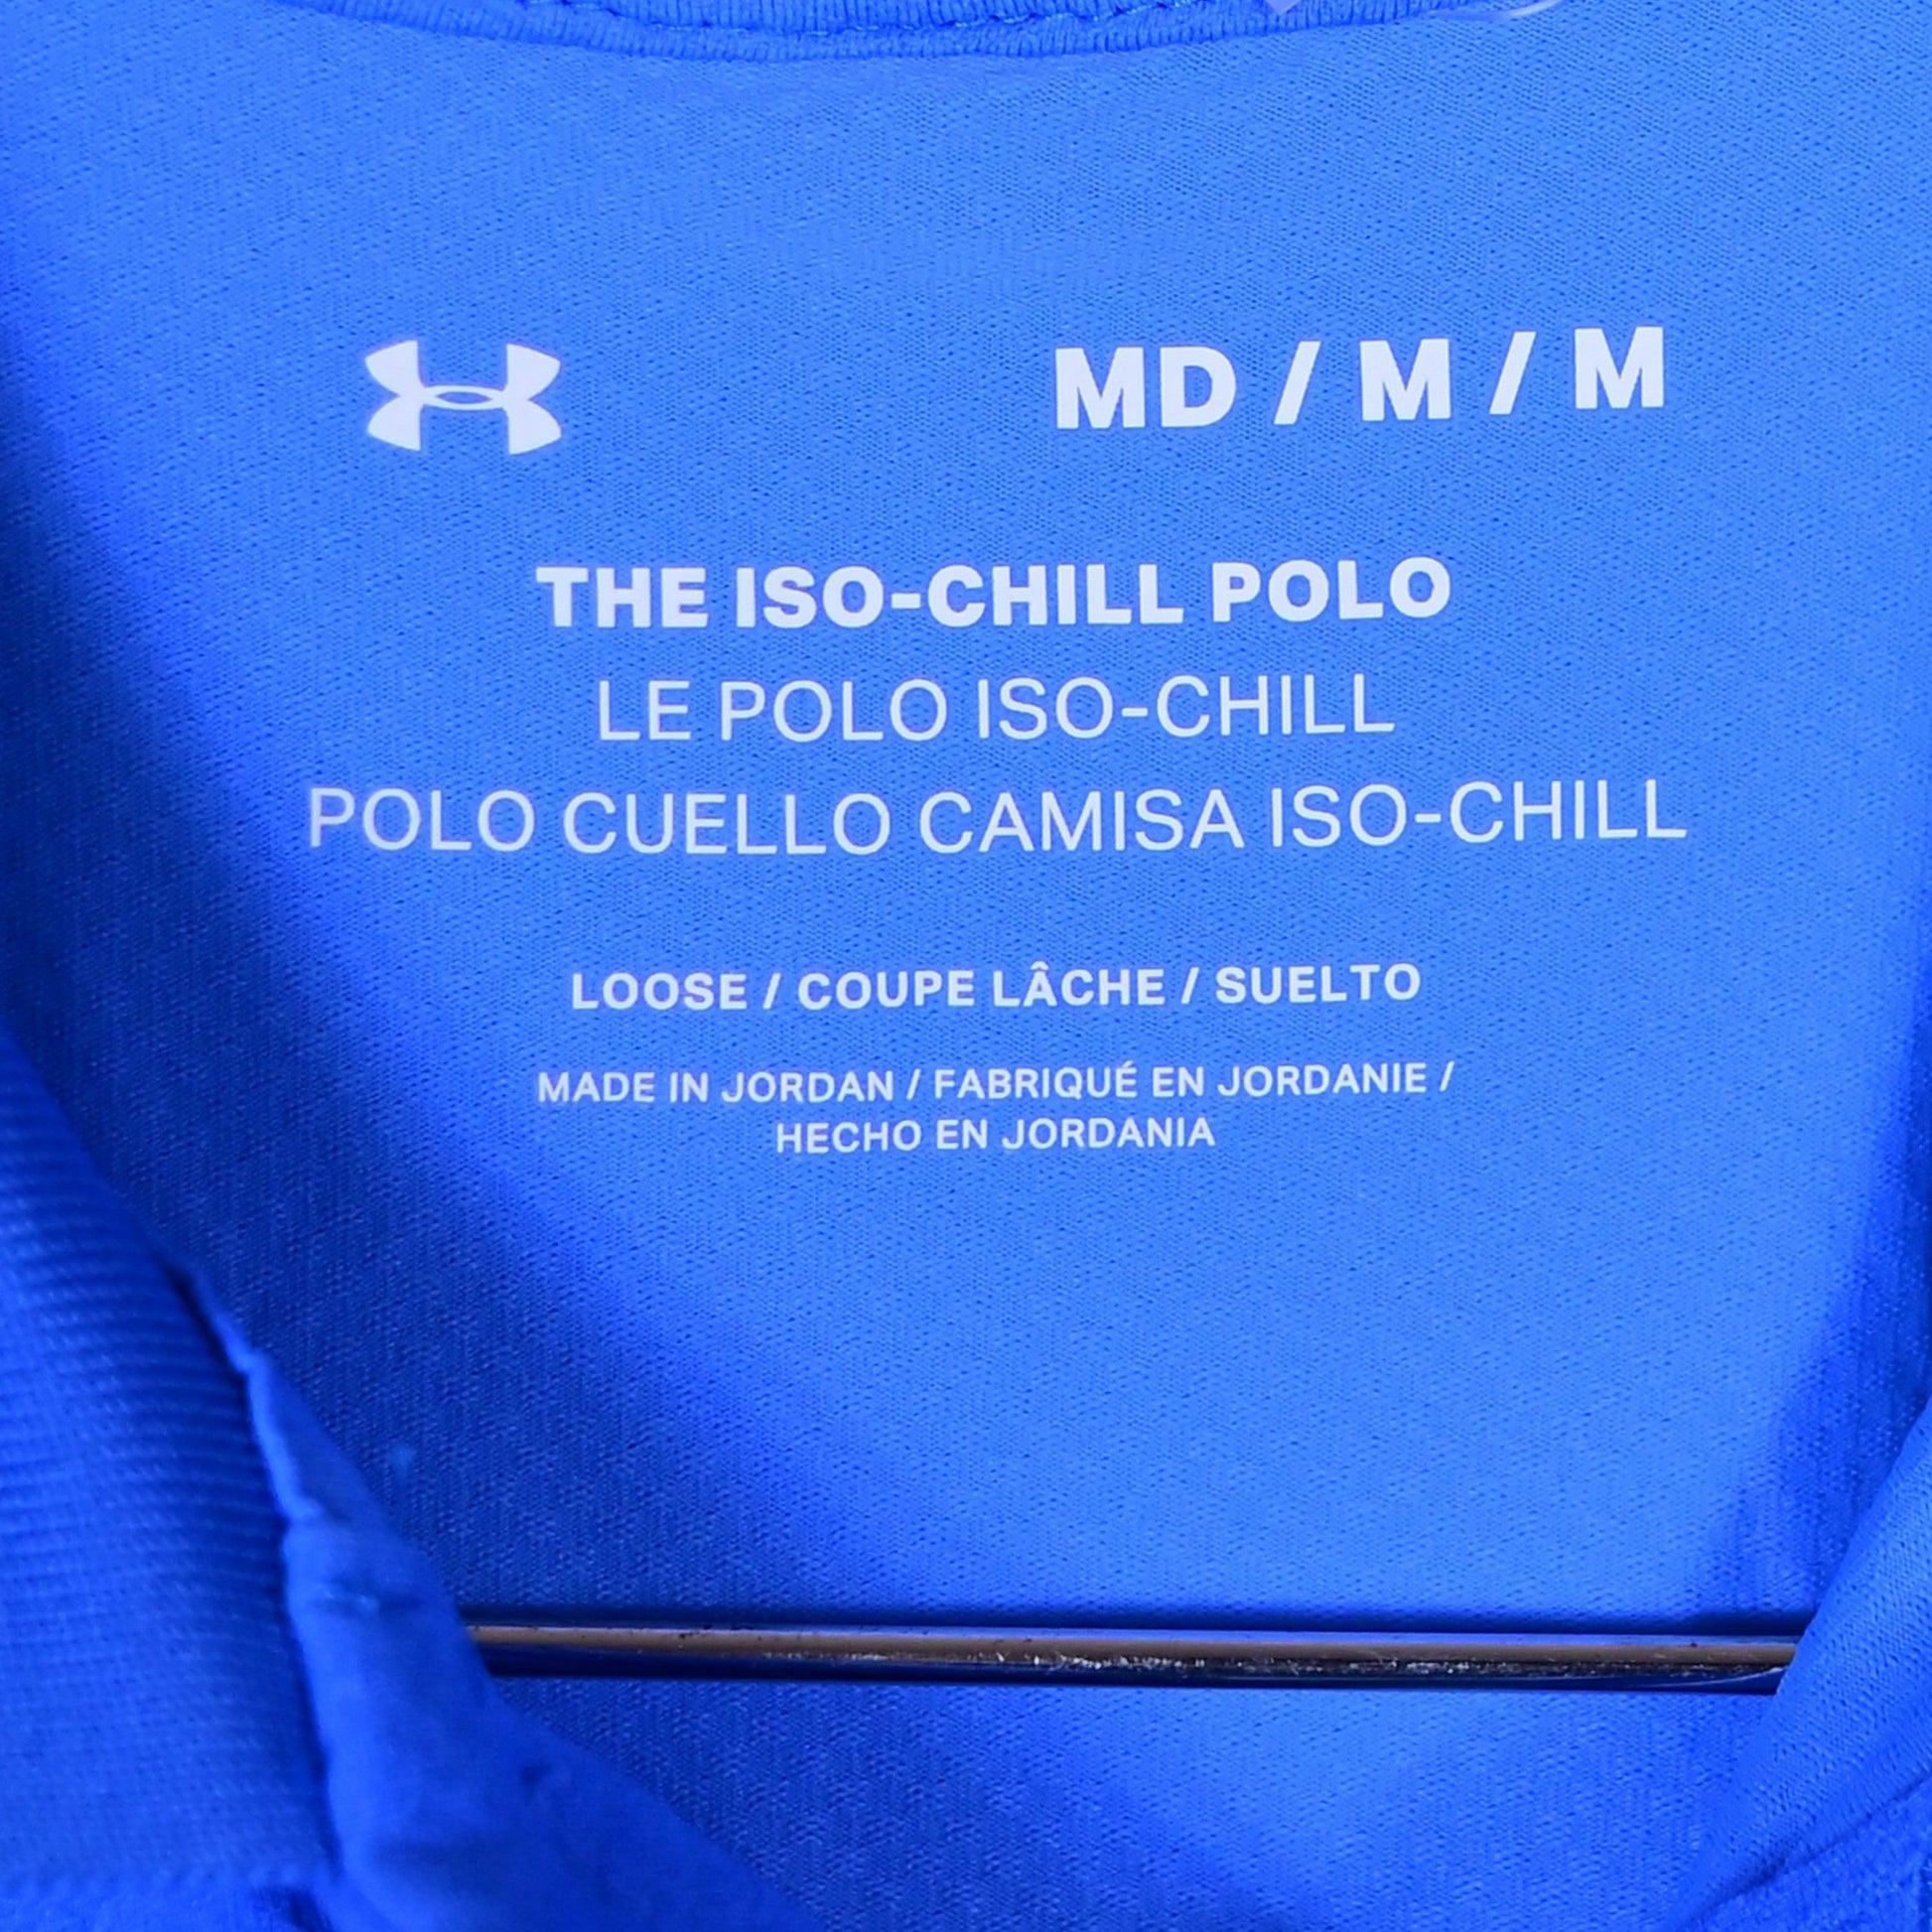 MD / M / M
THE ISO-CHILL POLO
LE POLO ISO-CHILL
POLO CUELLO CAMISA ISO-CHILL
LOOSE / COUPE LÂCHE / SUELTO
MADE IN JORDAN / FABRIQUÉ EN JORDANIE /
HECHO EN JORDANIA